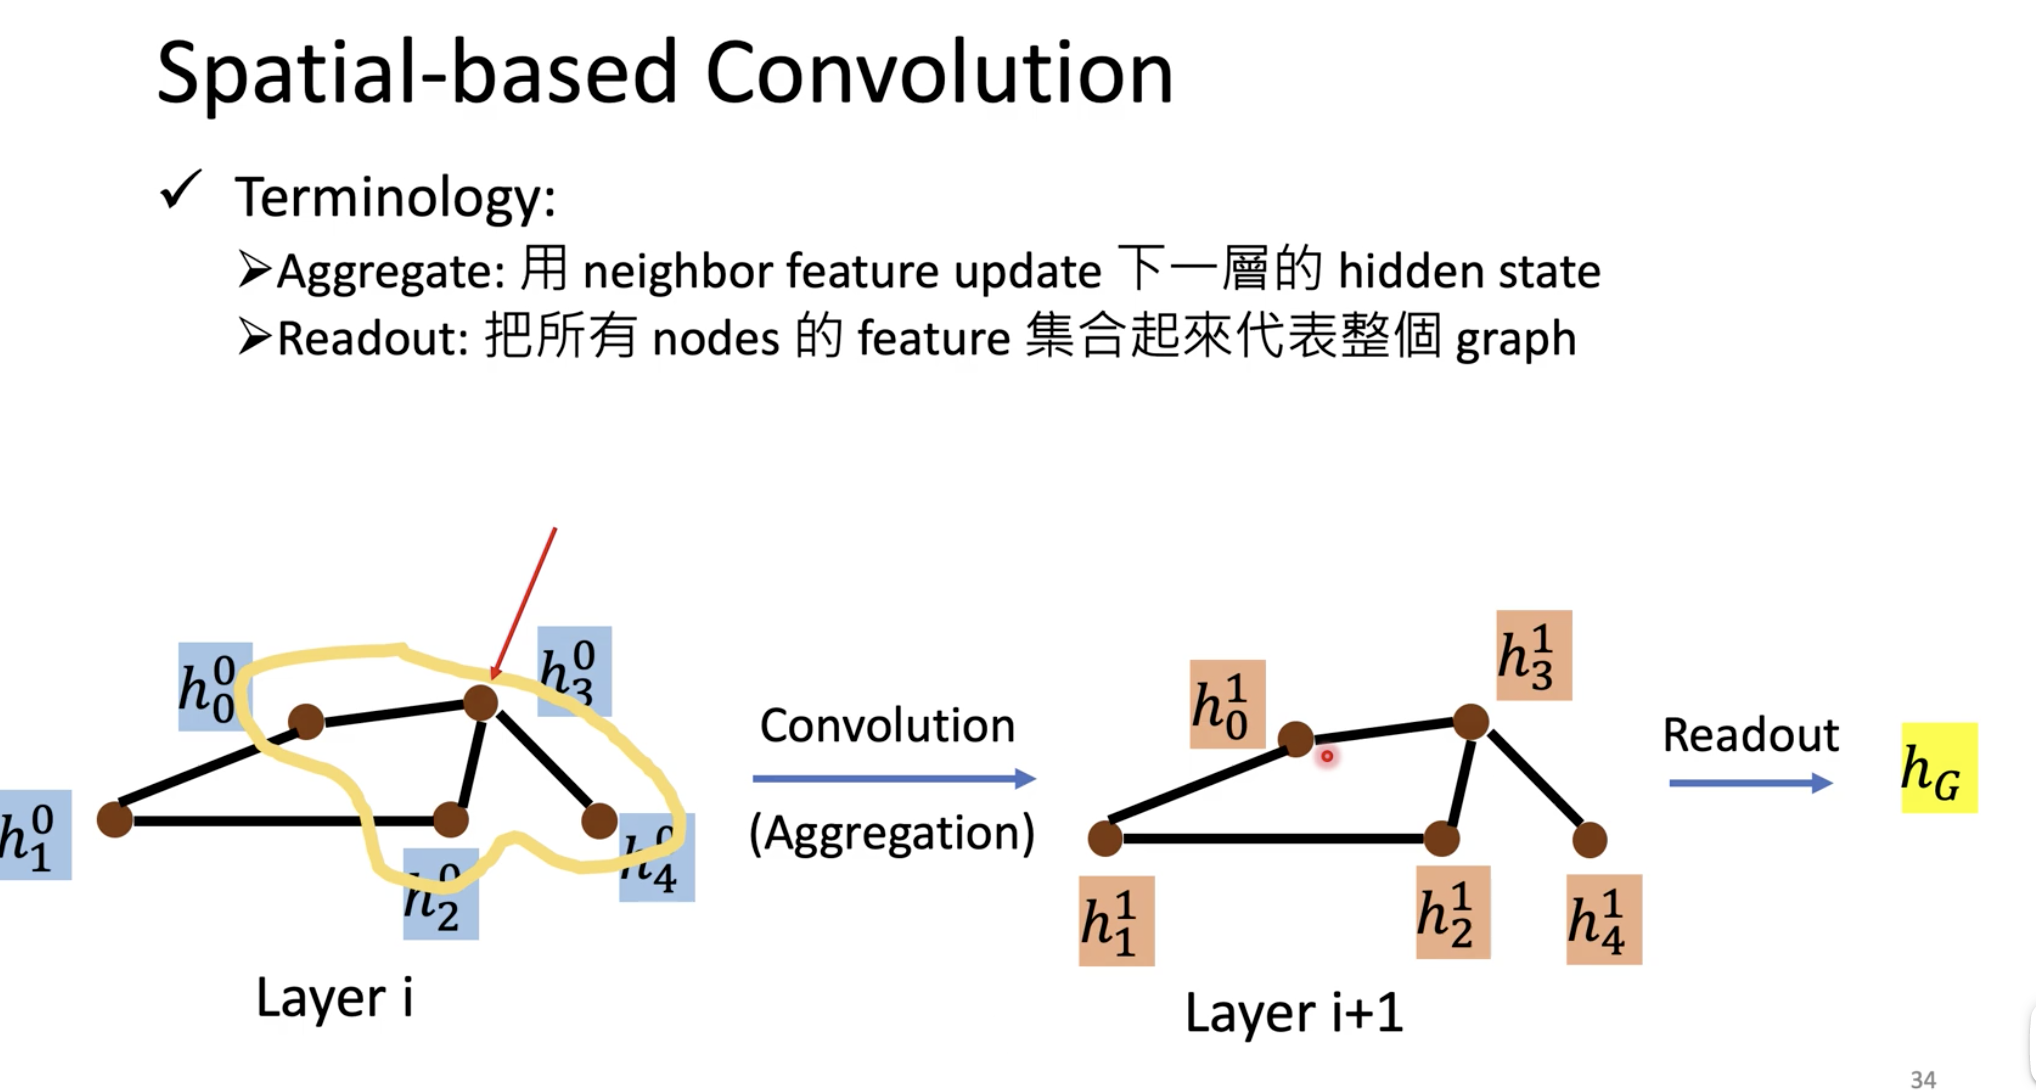 Spatial-based Convolution
✓ Terminology:
➢Aggregate: 用 neighbor feature update 下一層的 hidden state
➢Readout: 把所有 nodes 的 feature 集合起來代表整個 graph
h_0^0
h_3^0
h_1^0
h_2^0
h_4^0
Layer i
Convolution
(Aggregation)
h_0^1
h_3^1
h_1^1
h_2^1
h_4^1
Layer i+1
Readout
h_G
34